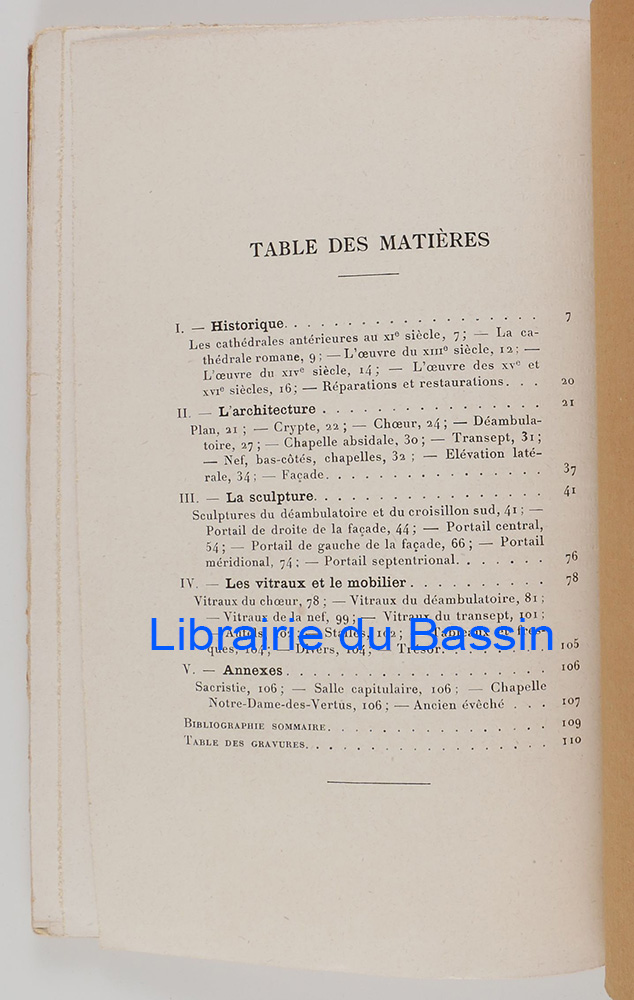 TABLE DES MATIÈRES
I. — Historique. . . . . . . . . . . . . . . . . . . . 7
Les cathédrales antérieures au XIe siècle, 7; — La ca-
thédrale romane, 9; — L'œuvre du XIIIe siècle, 12; —
L'œuvre du XIVe siècle, 14; — L'œuvre des XVe et
XVIe siècles, 16; — Réparations et restaurations. . . 20
II. — L'architecture . . . . . . . . . . . . . . . . . 21
Plan, 21; — Crypte, 22; — Chœur, 24; — Déambula-
toire, 27; — Chapelle absidale, 30; — Transept, 31;
— Nef, bas-côtés, chapelles, 32; — Elévation laté-
rale, 34; — Façade. . . . . . . . . . . . . . . . . 37
III. — La sculpture. . . . . . . . . . . . . . . . . . 41
Sculptures du déambulatoire et du croisillon sud, 41; —
Portail de droite de la façade, 44; — Portail central,
54; — Portail de gauche de la façade, 66; — Portail
méridional, 74; — Portail septentrional. . . . . . . 76
IV. — Les vitraux et le mobilier . . . . . . . . . . 78
Vitraux du chœur, 78; — Vitraux du déambulatoire, 81;
— Vitraux de la nef, 99; — Vitraux du transept, 101;
— Stalles, 102; — Tableaux
ques, 104; — Divers, 104; — Trésor. . . . . . . . 105
Librairie du Bassin
V. — Annexes. . . . . . . . . . . . . . . . . . . . 106
Sacristie, 106; — Salle capitulaire, 106; — Chapelle
Notre-Dame-des-Vertus, 106; — Ancien évêché . . . 107
BIBLIOGRAPHIE SOMMAIRE. . . . . . . . . . . . . . . . 109
TABLE DES GRAVURES. . . . . . . . . . . . . . . . . . 110